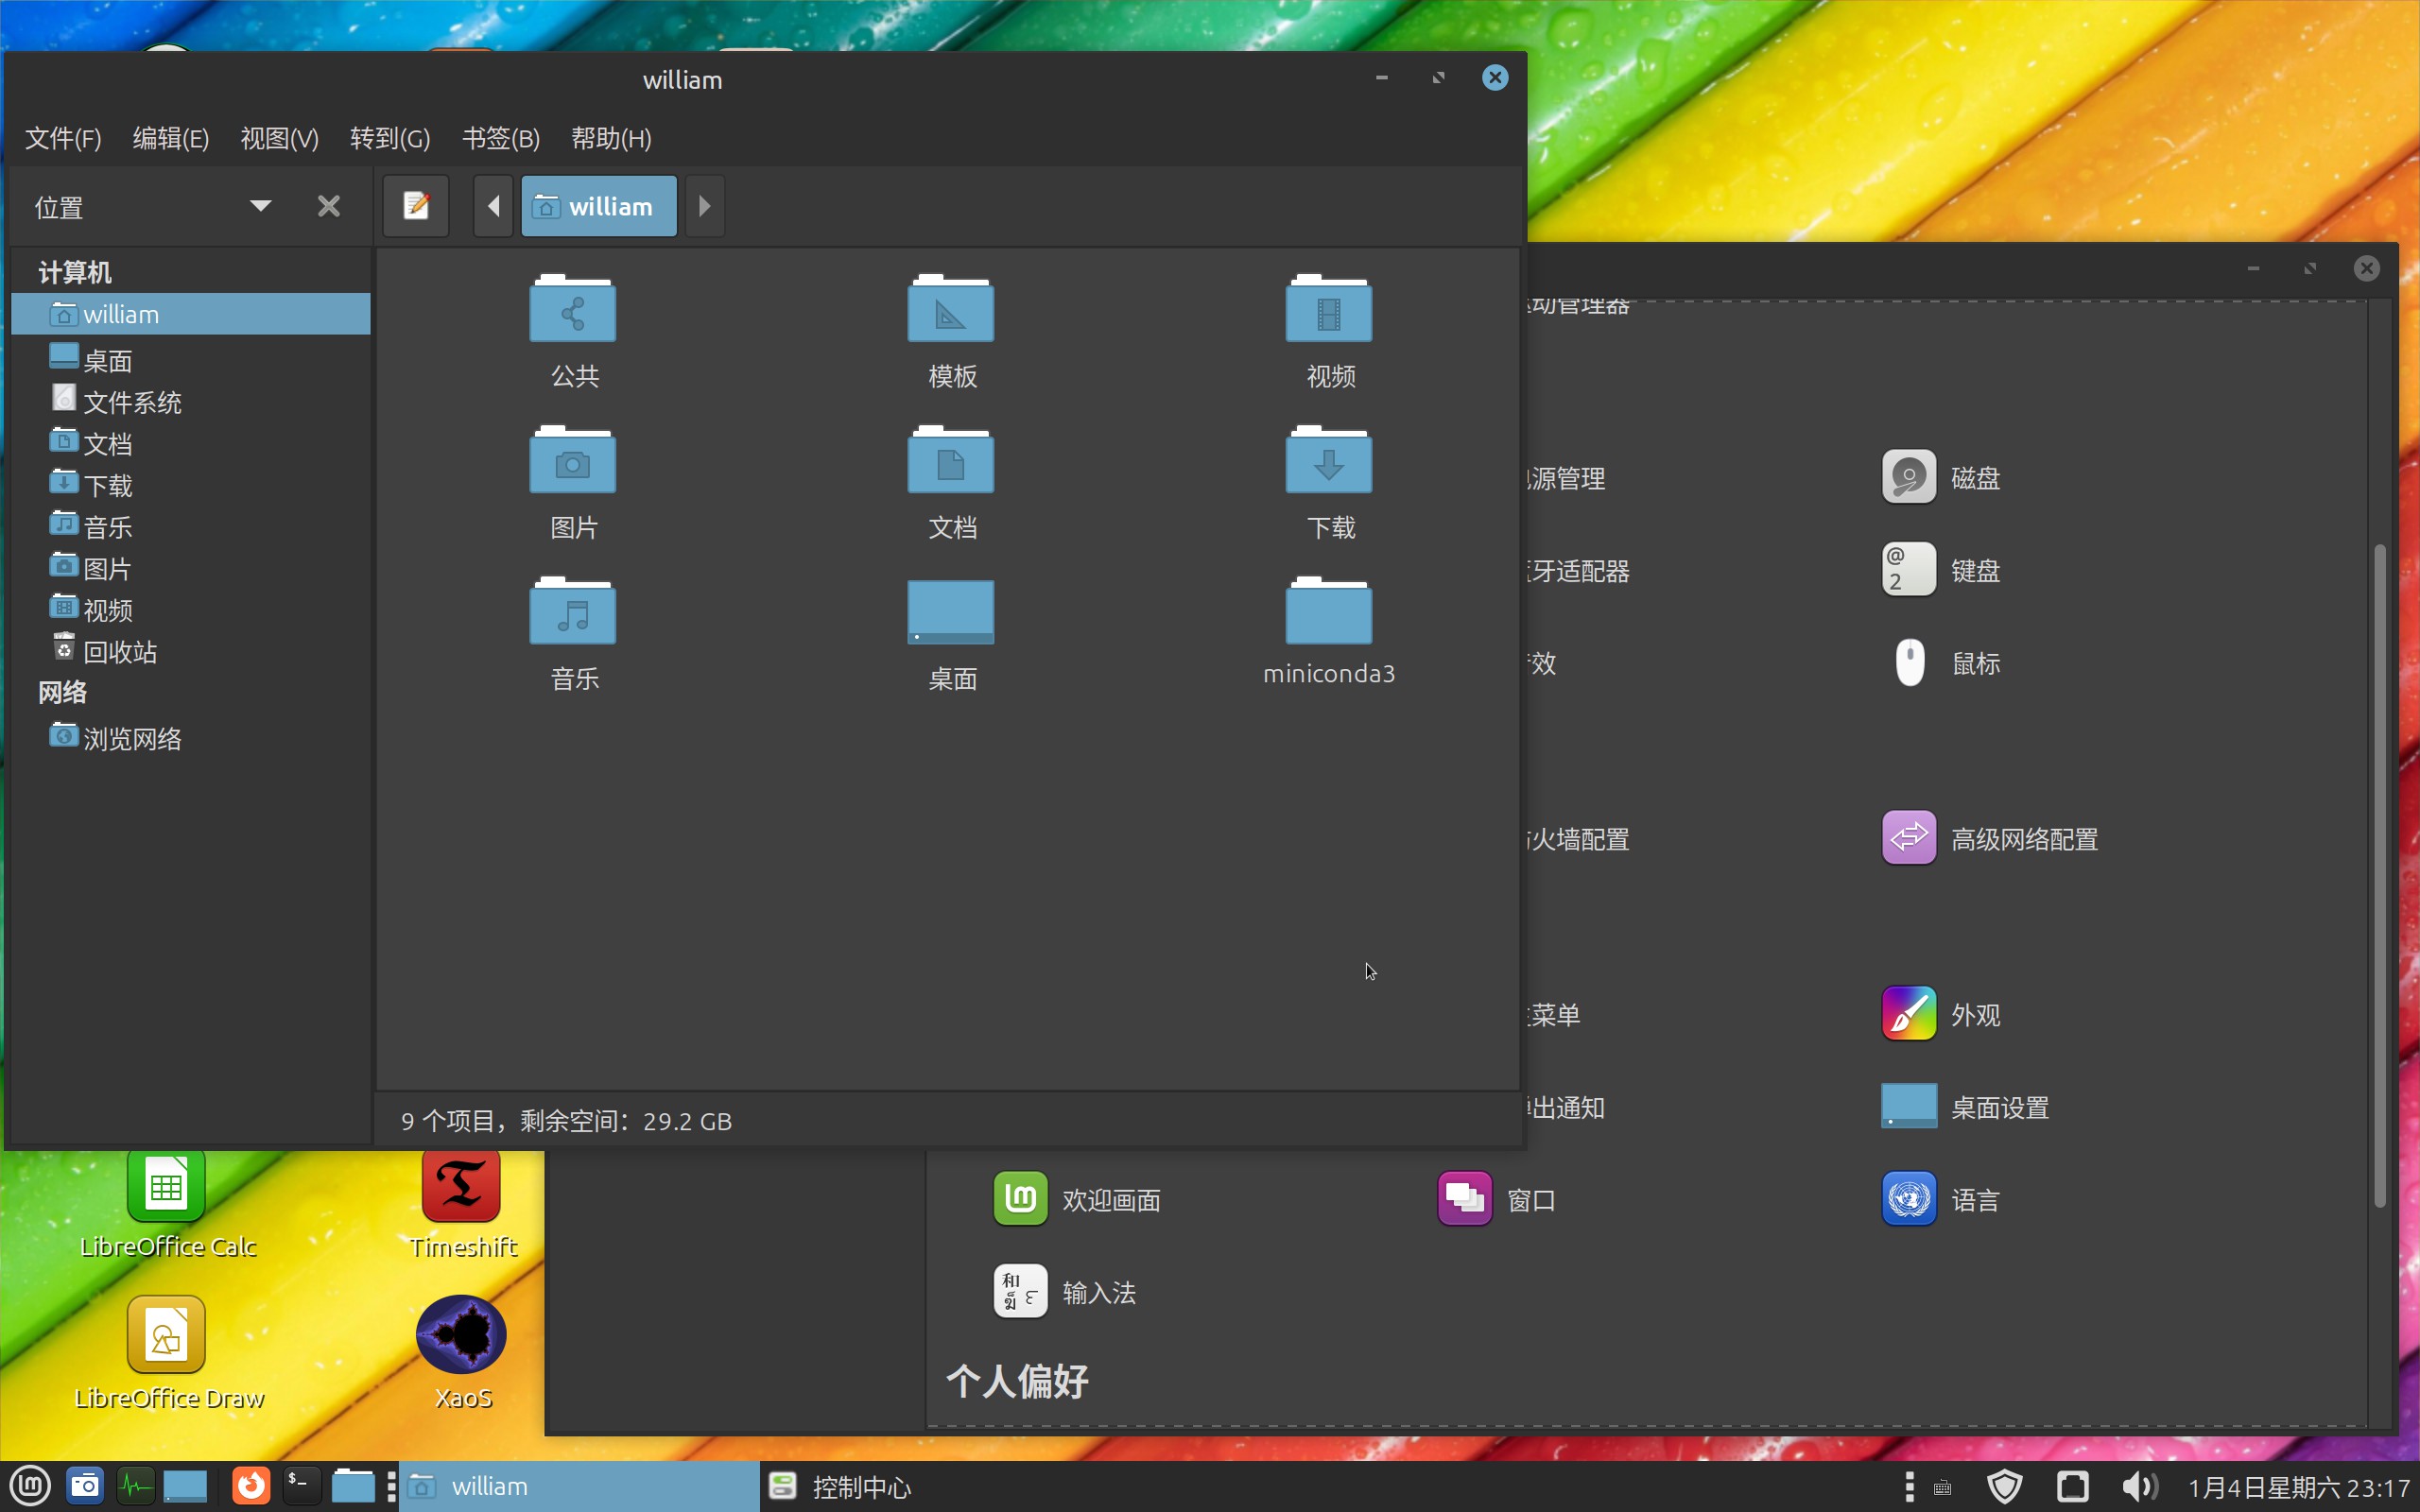 william
文件(F) 编辑(E) 视图(V) 转到(G) 书签(B) 帮助(H)
位置
william
计算机
william
桌面
文件系统
文档
下载
音乐
图片
视频
回收站
网络
浏览网络
公共 模板 视频
图片 文档 下载
音乐 桌面 miniconda3
9 个项目，剩余空间：29.2 GB
动管理器
源管理 磁盘
牙适配器 @ 2 键盘
效 鼠标
火墙配置 高级网络配置
菜单 外观
出通知 桌面设置
欢迎画面 窗口 语言
输入法
个人偏好
LibreOffice Calc Timeshift
LibreOffice Draw XaoS
william 控制中心 1月4日星期六 23:17